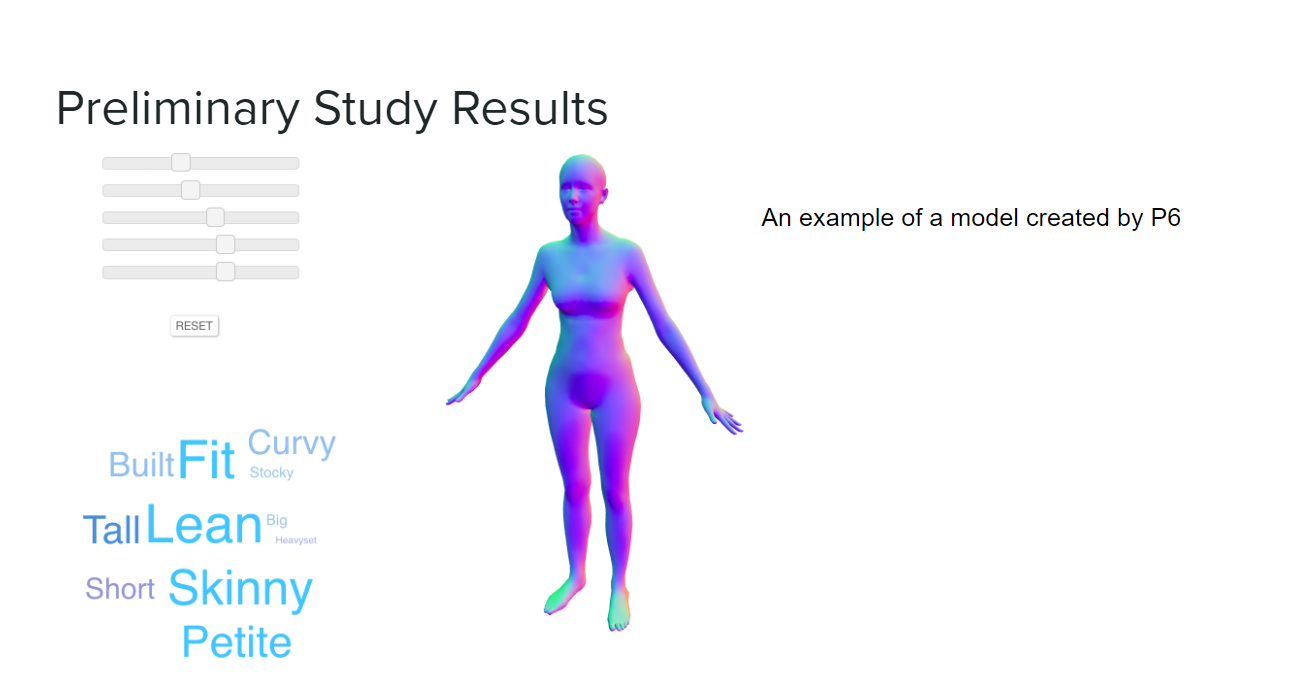 Preliminary Study Results
An example of a model created by P6
RESET
Built Fit Curvy
Stocky
Tall Lean Big
Heavyset
Short Skinny
Petite